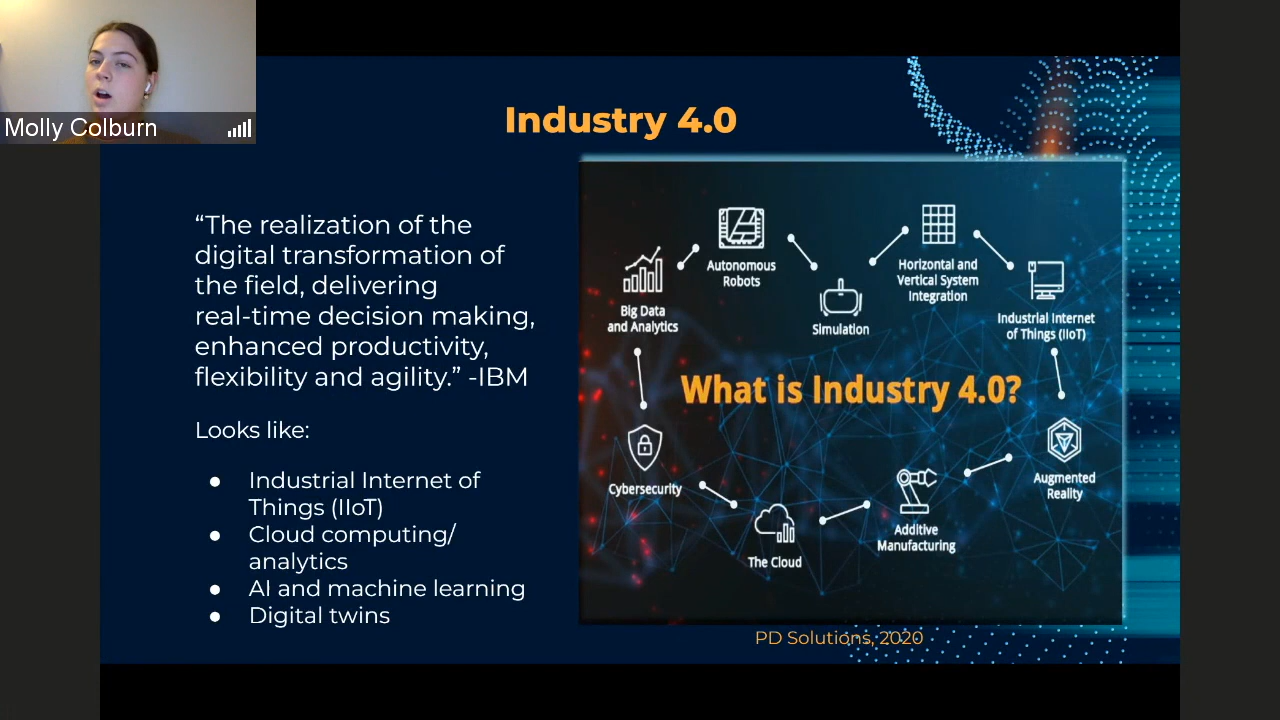 Molly Colburn
Industry 4.0
“The realization of the
digital transformation of
the field, delivering
real-time decision making,
enhanced productivity,
flexibility and agility.” -IBM
Looks like:
● Industrial Internet of
Things (IIoT)
● Cloud computing/
analytics
● AI and machine learning
● Digital twins
Big Data
and Analytics
Autonomous
Robots
Simulation
Horizontal and
Vertical System
Integration
Industrial Internet
of Things (IIoT)
What is Industry 4.0?
Cybersecurity
The Cloud
Additive
Manufacturing
Augmented
Reality
PD Solutions, 2020